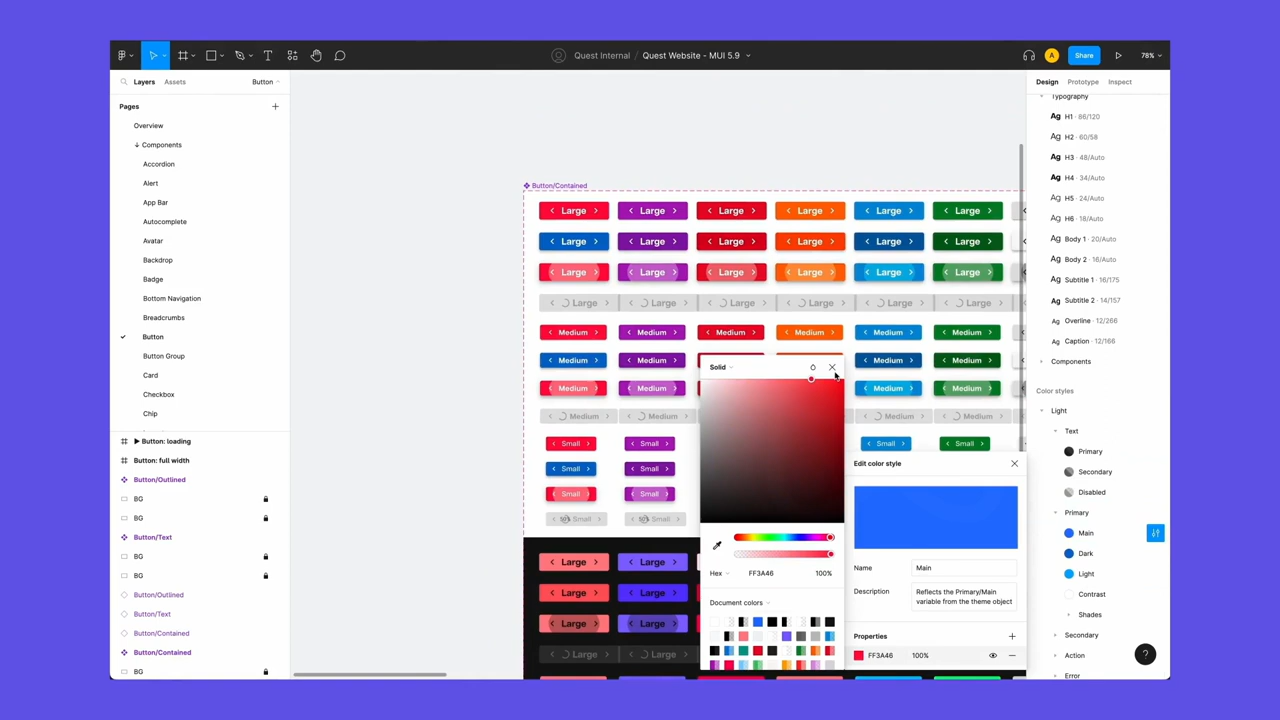 Quest Internal / Quest Website - MUI 5.9
A
Share
78%
Layers
Assets
Button
Pages
Overview
Components
Accordion
Alert
App Bar
Autocomplete
Avatar
Backdrop
Badge
Bottom Navigation
Breadcrumbs
Button
Button Group
Card
Checkbox
Chip
Button: loading
Button: full width
Button/Outlined
BG
BG
Button/Text
BG
BG
Button/Outlined
Button/Text
Button/Contained
Button/Contained
BG
Button/Contained
Large Large Large Large Large Large
Large Large Large Large Large Large
Large Large Large Large Large Large
Large Large Large Large Large Large
Medium Medium Medium Medium Medium Medium
Medium Medium Medium Medium
Medium Medium Medium Medium
Medium Medium Medium Medium
Small Small Small Small
Small Small
Small Small
Small Small
Large Large
Large Large
Large Large
Large Large
Solid
Hex FF3A46 100%
Document colors
Edit color style
Name Main
Description Reflects the Primary/Main
variable from the theme object
Properties
FF3A46 100%
Design Prototype Inspect
Typography
Ag H1 · 86/120
Ag H2 · 60/58
Ag H3 · 48/Auto
Ag H4 · 34/Auto
Ag H5 · 24/Auto
Ag H6 · 18/Auto
Ag Body 1 · 20/Auto
Ag Body 2 · 16/Auto
Ag Subtitle 1 · 16/175
Ag Subtitle 2 · 14/157
Ag Overline · 12/266
Ag Caption · 12/166
Components
Color styles
Light
Text
Primary
Secondary
Disabled
Primary
Main
Dark
Light
Contrast
Shades
Secondary
Action
Error
?